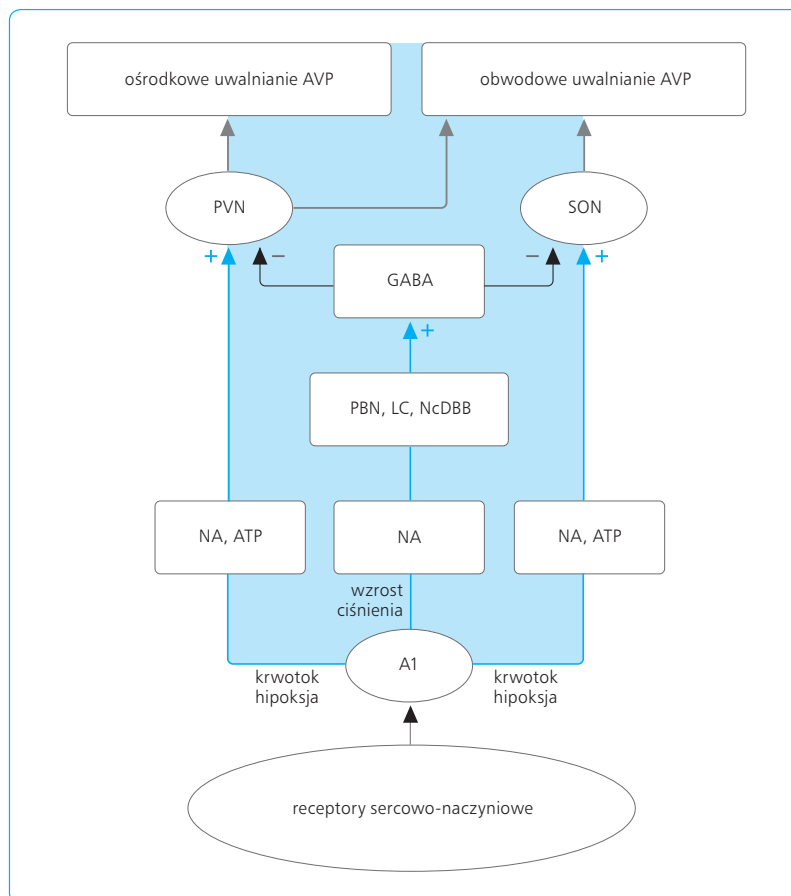 ośrodkowe uwalnianie AVP
obwodowe uwalnianie AVP
PVN
SON
+
−
−
+
GABA
+
PBN, LC, NcDBB
NA, ATP
NA
NA, ATP
wzrost
ciśnienia
A1
krwotok
hipoksja
krwotok
hipoksja
receptory sercowo-naczyniowe